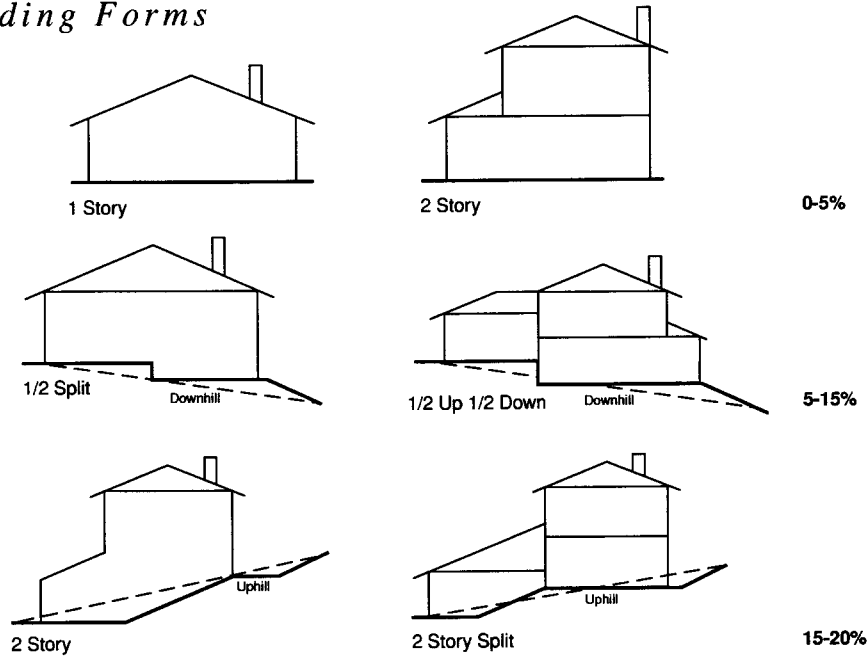 ding Forms
1 Story
2 Story
0-5%
1/2 Split
Downhill
1/2 Up 1/2 Down
Downhill
5-15%
Uphill
2 Story
Uphill
2 Story Split
15-20%